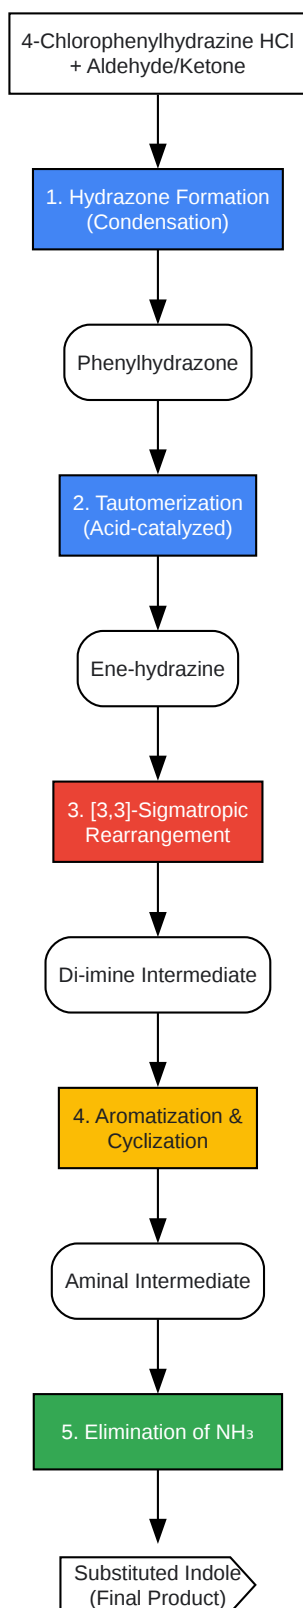 4-Chlorophenylhydrazine HCl
+ Aldehyde/Ketone
1. Hydrazone Formation
(Condensation)
Phenylhydrazone
2. Tautomerization
(Acid-catalyzed)
Ene-hydrazine
3. [3,3]-Sigmatropic
Rearrangement
Di-imine Intermediate
4. Aromatization &
Cyclization
Aminal Intermediate
5. Elimination of NH₃
Substituted Indole
(Final Product)